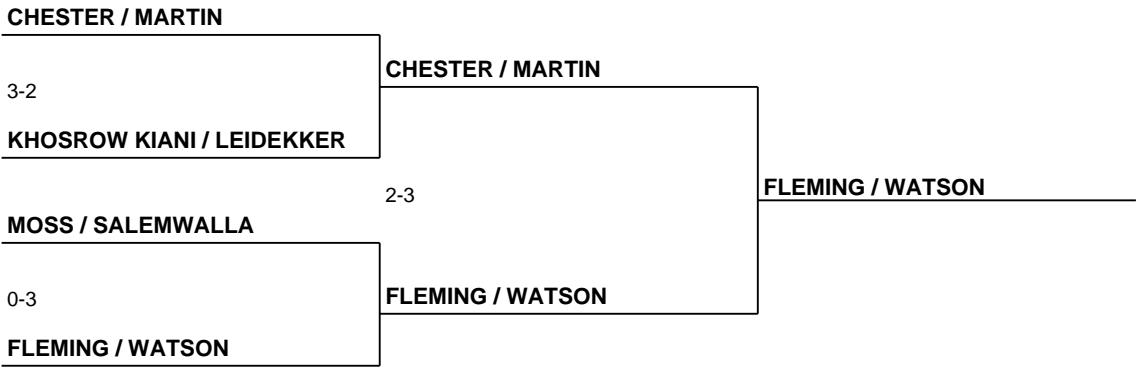 CHESTER / MARTIN
3-2
KHOSROW KIANI / LEIDEKKER
MOSS / SALEMWALLA
0-3
FLEMING / WATSON
CHESTER / MARTIN
2-3
FLEMING / WATSON
FLEMING / WATSON